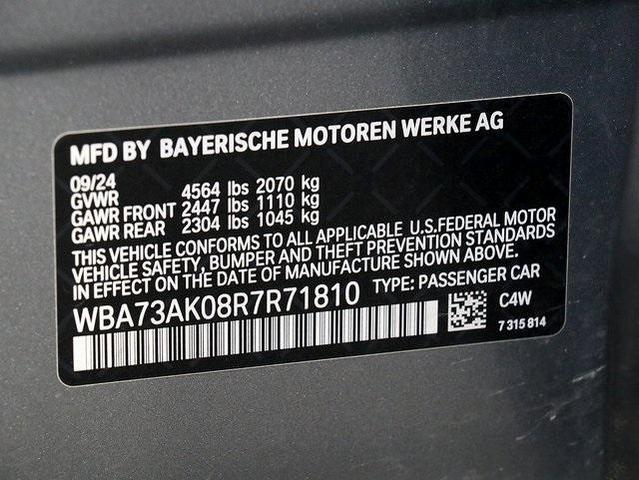 MFD BY BAYERISCHE MOTOREN WERKE AG
09/24
GVWR 4564 lbs 2070 kg
GAWR FRONT 2447 lbs 1110 kg
GAWR REAR 2304 lbs 1045 kg
THIS VEHICLE CONFORMS TO ALL APPLICABLE U.S.FEDERAL MOTOR
VEHICLE SAFETY, BUMPER AND THEFT PREVENTION STANDARDS
IN EFFECT ON THE DATE OF MANUFACTURE SHOWN ABOVE.
WBA73AK08R7R71810 TYPE: PASSENGER CAR
C4W
7 315 814